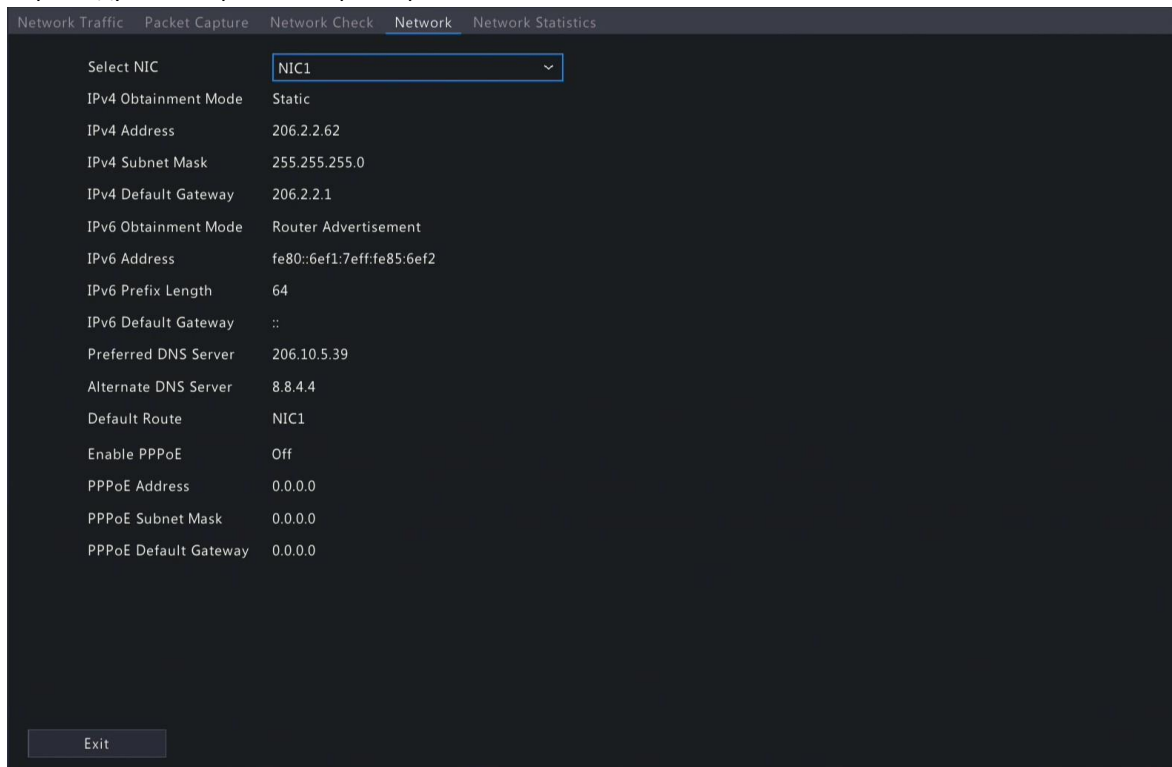 Network Traffic Packet Capture Network Check Network Network Statistics
Select NIC NIC1
IPv4 Obtainment Mode Static
IPv4 Address 206.2.2.62
IPv4 Subnet Mask 255.255.255.0
IPv4 Default Gateway 206.2.2.1
IPv6 Obtainment Mode Router Advertisement
IPv6 Address fe80::6ef1:7eff:fe85:6ef2
IPv6 Prefix Length 64
IPv6 Default Gateway ::
Preferred DNS Server 206.10.5.39
Alternate DNS Server 8.8.4.4
Default Route NIC1
Enable PPPoE Off
PPPoE Address 0.0.0.0
PPPoE Subnet Mask 0.0.0.0
PPPoE Default Gateway 0.0.0.0
Exit